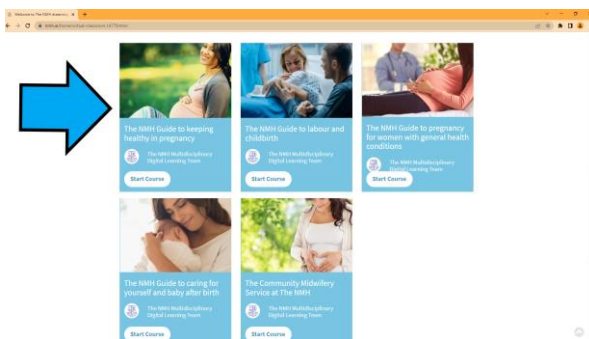 The NMH Guide to keeping
healthy in pregnancy
The NMH Multidisciplinary
Digital Learning Team
Start Course
The NMH Guide to labour and
childbirth
The NMH Multidisciplinary
Digital Learning Team
Start Course
The NMH Guide to pregnancy
for women with general health
conditions
The NMH Multidisciplinary
Digital Learning Team
Start Course
The NMH Guide to caring for
yourself and baby after birth
The NMH Multidisciplinary
Digital Learning Team
Start Course
The Community Midwifery
Service at The NMH
The NMH Multidisciplinary
Digital Learning Team
Start Course